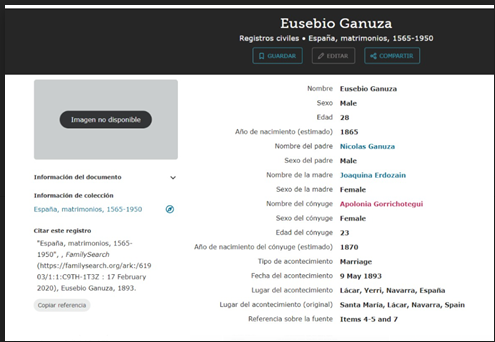 Eusebio Ganuza
Registros civiles • España, matrimonios, 1565-1950
GUARDAR
EDITAR
COMPARTIR
Imagen no disponible
Información del documento
Información de colección
España, matrimonios, 1565-1950
Citar este registro
"España, matrimonios, 1565-
1950", , FamilySearch
(https://familysearch.org/ark:/619
03/1:1:C9TH-1T3Z : 17 February
2020), Eusebio Ganuza, 1893.
Copiar referencia
Nombre Eusebio Ganuza
Sexo Male
Edad 28
Año de nacimiento (estimado) 1865
Nombre del padre Nicolas Ganuza
Sexo del padre Male
Nombre de la madre Joaquina Erdozain
Sexo de la madre Female
Nombre del cónyuge Apolonia Gorrichotegui
Sexo del cónyuge Female
Edad del cónyuge 23
Año de nacimiento del cónyuge (estimado) 1870
Tipo de acontecimiento Marriage
Fecha del acontecimiento 9 May 1893
Lugar del acontecimiento Lácar, Yerri, Navarra, España
Lugar del acontecimiento (original) Santa María, Lácar, Navarra, Spain
Referencia sobre la fuente Items 4-5 and 7